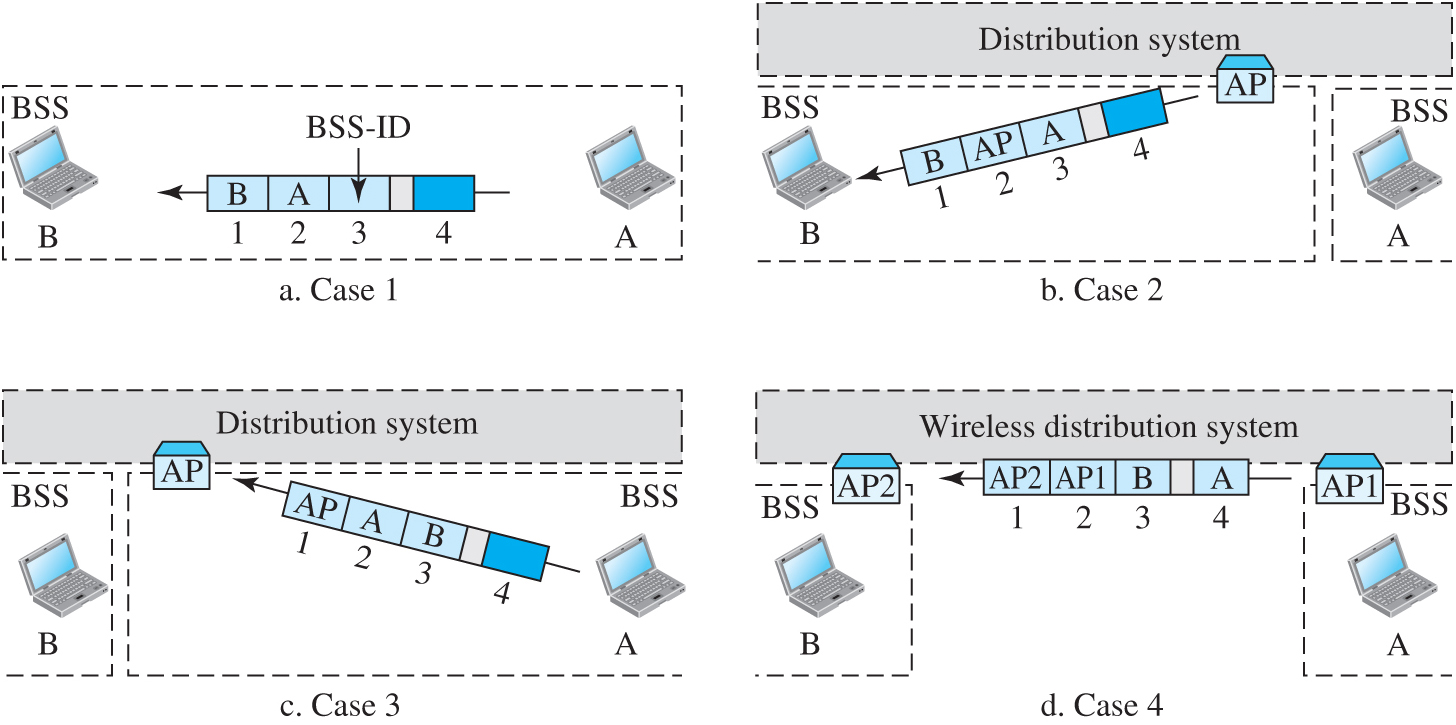 BSS
BSS-ID
B A
1 2 3 4
B
A
a. Case 1
Distribution system
AP
BSS
BSS
B AP A
1 2 3 4
B
A
b. Case 2
Distribution system
AP
BSS
BSS
AP A B
1 2 3 4
B
A
c. Case 3
Wireless distribution system
AP2
AP2 AP1 B A
AP1
1 2 3 4
BSS
BSS
B
A
d. Case 4